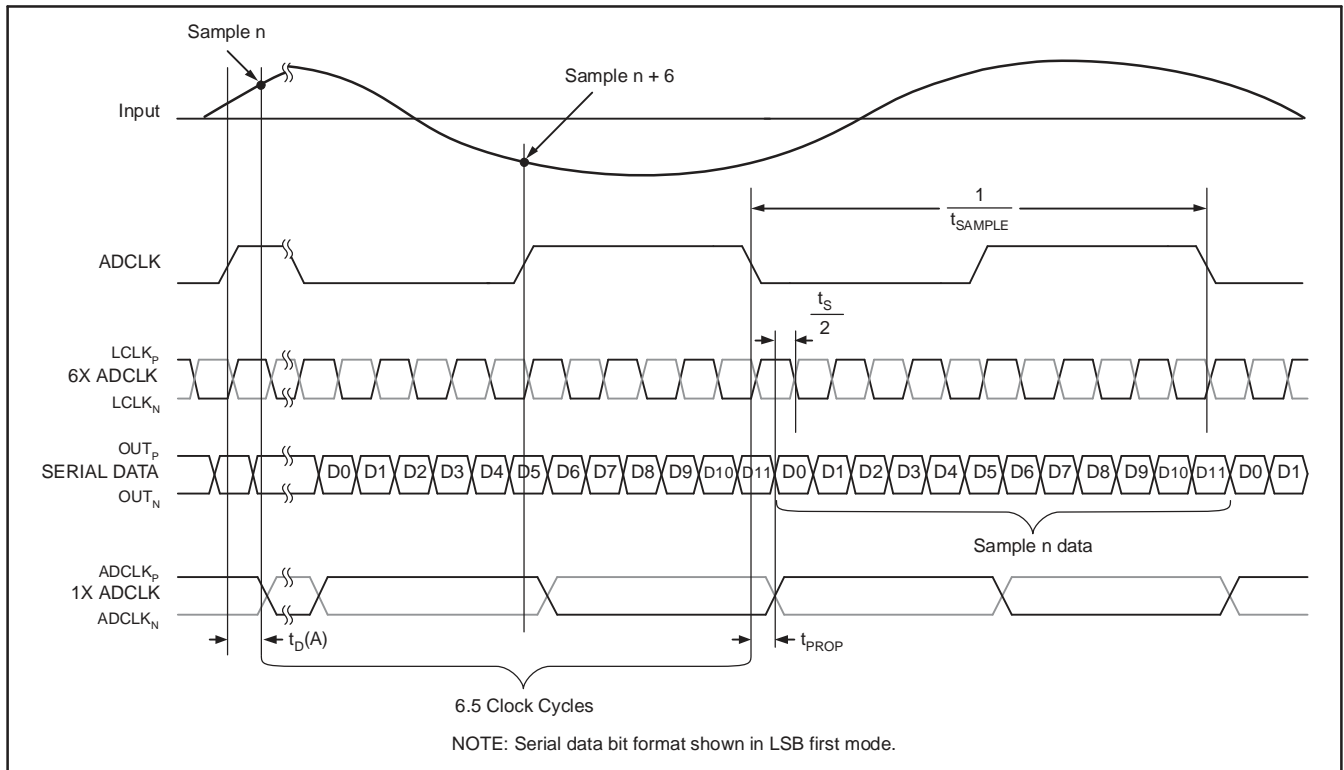 Sample n
Sample n + 6
Input
1
tSAMPLE
ADCLK
tS
2
LCLKP
6X ADCLK
LCLKN
OUTP
SERIAL DATA
OUTN
D0 D1 D2 D3 D4 D5 D6 D7 D8 D9 D10 D11 D0 D1 D2 D3 D4 D5 D6 D7 D8 D9 D10 D11 D0 D1
Sample n data
ADCLKP
1X ADCLK
ADCLKN
tD(A)
tPROP
6.5 Clock Cycles
NOTE: Serial data bit format shown in LSB first mode.